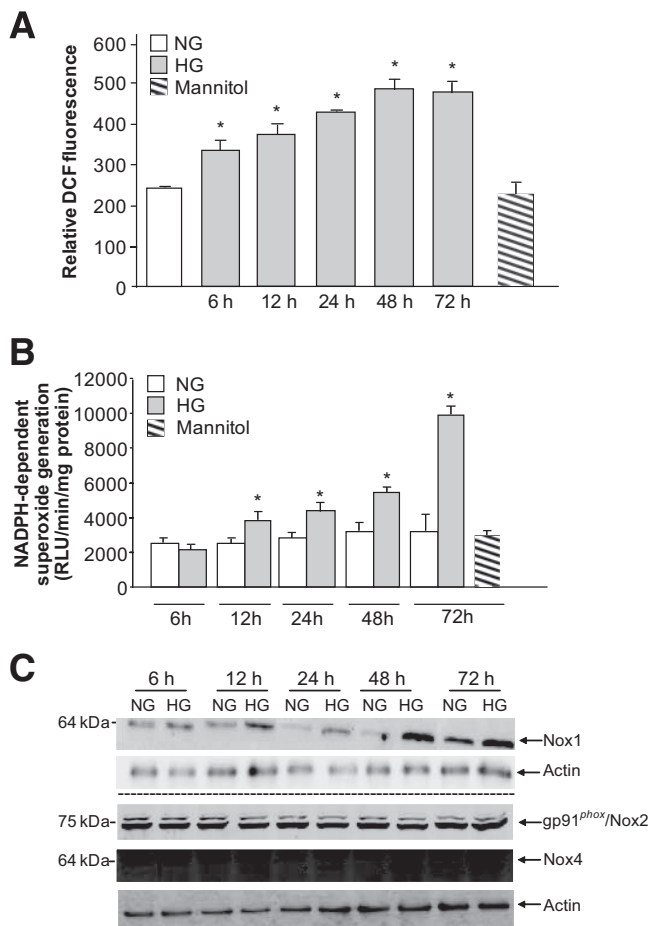 A
Relative DCF fluorescence
600
500
400
300
200
100
0
NG
HG
Mannitol
* * * * *
6 h 12 h 24 h 48 h 72 h
B
NADPH-dependent
superoxide generation
(RLU/min/mg protein)
12000
10000
8000
6000
4000
2000
0
NG
HG
Mannitol
* * * *
6h 12h 24h 48h 72h
C
6 h 12 h 24 h 48 h 72 h
NG HG NG HG NG HG NG HG NG HG
64 kDa
Nox1
Actin
75 kDa
gp91phox/Nox2
64 kDa
Nox4
Actin